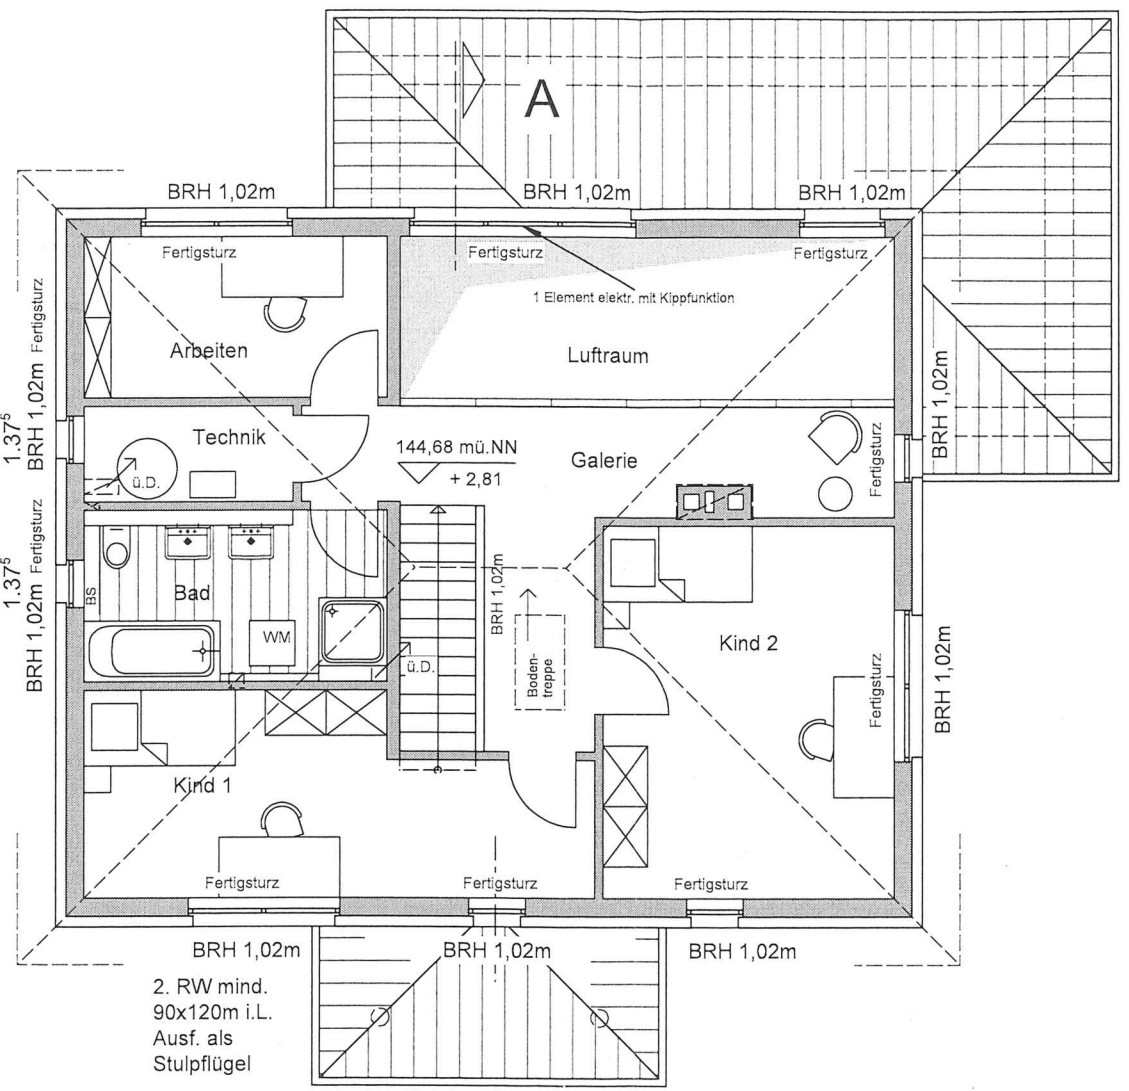 A
BRH 1,02m
BRH 1,02m
BRH 1,02m
Fertigsturz
Fertigsturz
Fertigsturz
1 Element elektr. mit Kippfunktion
Arbeiten
Luftraum
1.37⁵
BRH 1,02m Fertigsturz
Technik
ü.D.
144,68 mü.NN
+ 2,81
Galerie
Fertigsturz
BRH 1,02m
1.37⁵
BRH 1,02m Fertigsturz
BS
Bad
WM
ü.D.
BRH 1,02m
Boden-
treppe
Kind 2
Fertigsturz
BRH 1,02m
Kind 1
Fertigsturz
Fertigsturz
Fertigsturz
BRH 1,02m
BRH 1,02m
BRH 1,02m
2. RW mind.
90x120m i.L.
Ausf. als
Stulpflügel